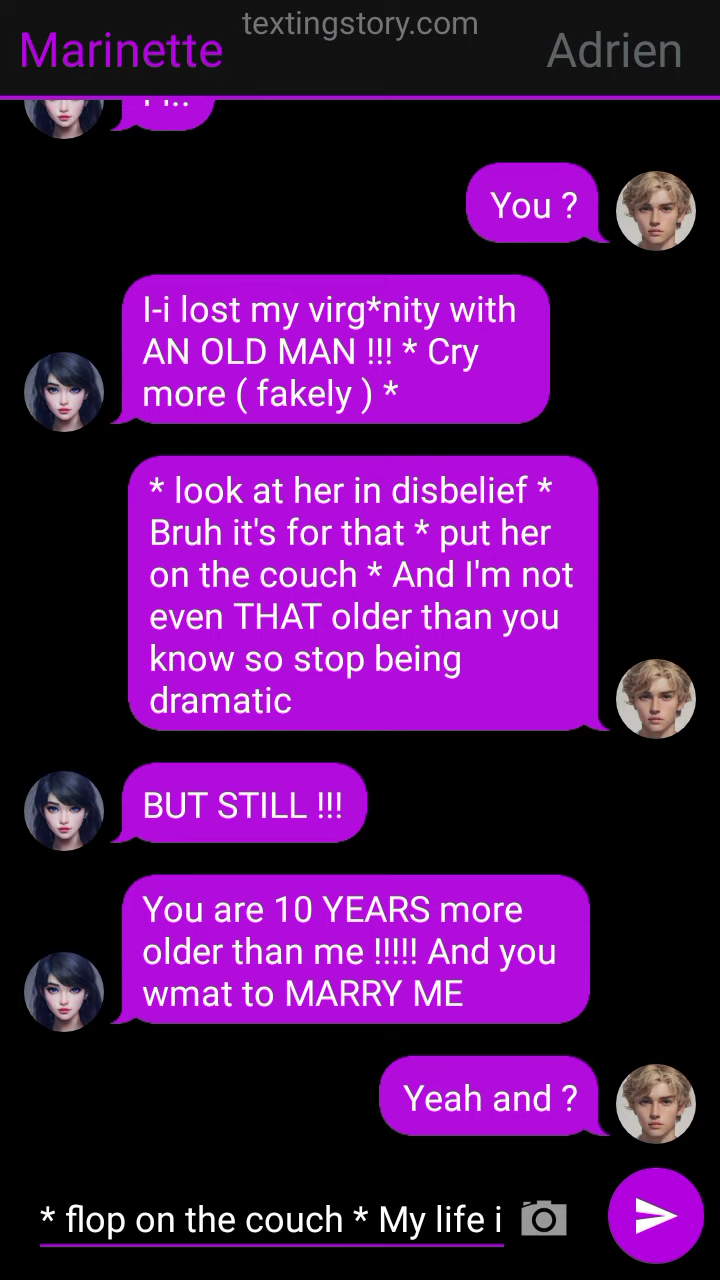 textingstory.com
Marinette
Adrien
You ?
I-i lost my virg*nity with
AN OLD MAN !!! * Cry
more ( fakely ) *
* look at her in disbelief *
Bruh it's for that * put her
on the couch * And I'm not
even THAT older than you
know so stop being
dramatic
BUT STILL !!!
You are 10 YEARS more
older than me !!!!! And you
wmat to MARRY ME
Yeah and ?
* flop on the couch * My life i